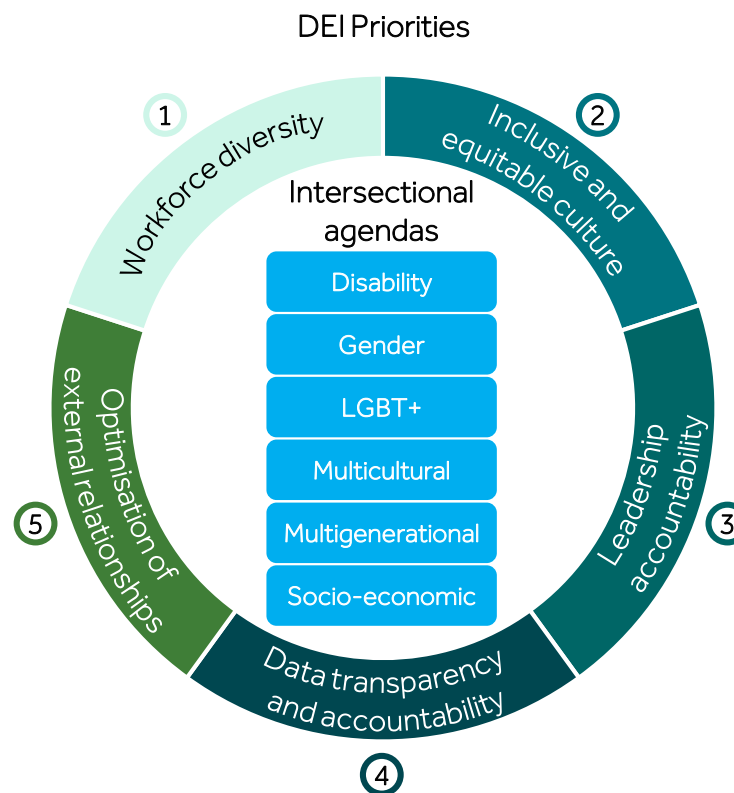 DEI Priorities
1
Workforce diversity
2
Inclusive and
equitable culture
Intersectional
agendas
Disability
Gender
LGBT+
Multicultural
Multigenerational
Socio-economic
3
Leadership
accountability
4
Data transparency
and accountability
5
Optimisation of
external relationships